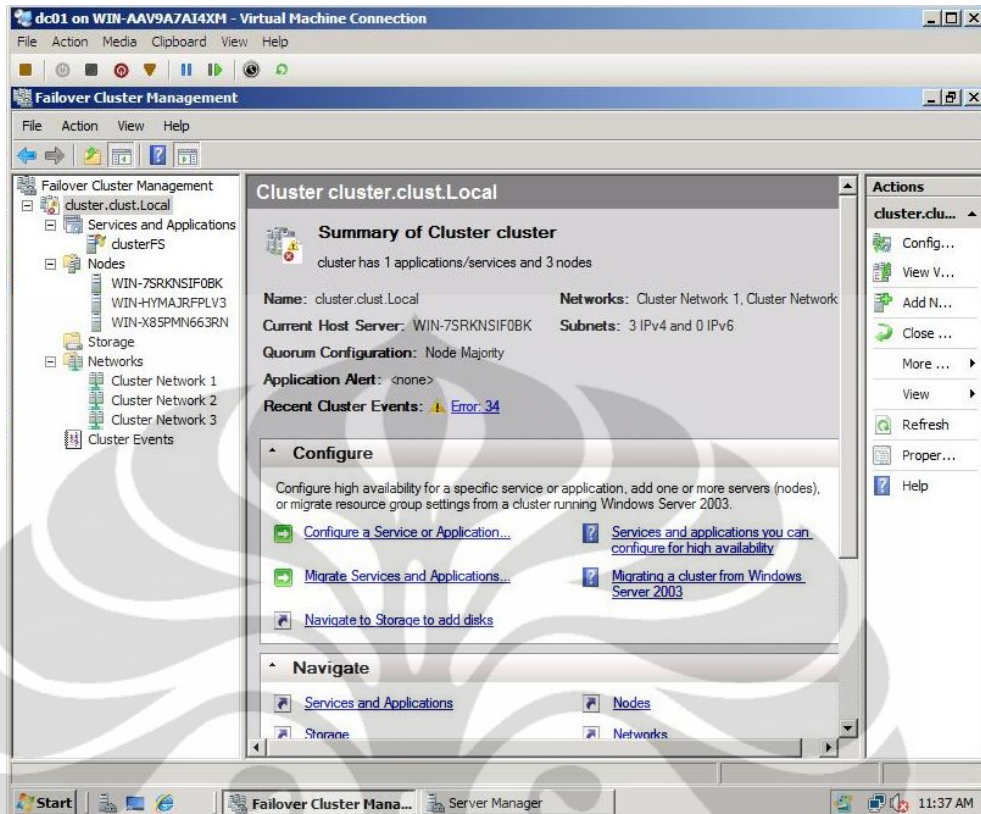 dc01 on WIN-AAV9A7AI4XM - Virtual Machine Connection
File Action Media Clipboard View Help
Failover Cluster Management
File Action View Help
Failover Cluster Management
cluster.clust.Local
Services and Applications
clusterFS
Nodes
WIN-7SRKNSIF0BK
WIN-HYMAJRFPLV3
WIN-X85PMN663RN
Storage
Networks
Cluster Network 1
Cluster Network 2
Cluster Network 3
Cluster Events
Cluster cluster.clust.Local
Summary of Cluster cluster
cluster has 1 applications/services and 3 nodes
Name: cluster.clust.Local
Networks: Cluster Network 1, Cluster Network
Current Host Server: WIN-7SRKNSIF0BK
Subnets: 3 IPv4 and 0 IPv6
Quorum Configuration: Node Majority
Application Alert: <none>
Recent Cluster Events: Error: 34
Configure
Configure high availability for a specific service or application, add one or more servers (nodes),
or migrate resource group settings from a cluster running Windows Server 2003.
Configure a Service or Application...
Services and applications you can
configure for high availability
Migrate Services and Applications...
Migrating a cluster from Windows
Server 2003
Navigate to Storage to add disks
Navigate
Services and Applications
Nodes
Storage
Networks
Actions
cluster.clu...
Config...
View V...
Add N...
Close ...
More ...
View
Refresh
Proper...
Help
Start
Failover Cluster Mana...
Server Manager
11:37 AM